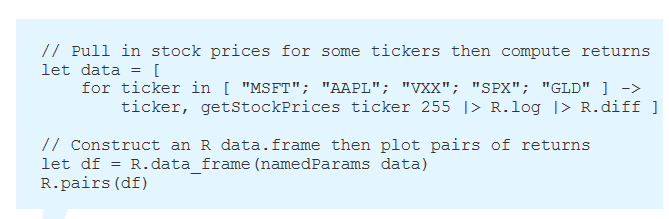 // Pull in stock prices for some tickers then compute returns
let data = [
    for ticker in [ "MSFT"; "AAPL"; "VXX"; "SPX"; "GLD" ] ->
        ticker, getStockPrices ticker 255 |> R.log |> R.diff ]
// Construct an R data.frame then plot pairs of returns
let df = R.data_frame(namedParams data)
R.pairs(df)